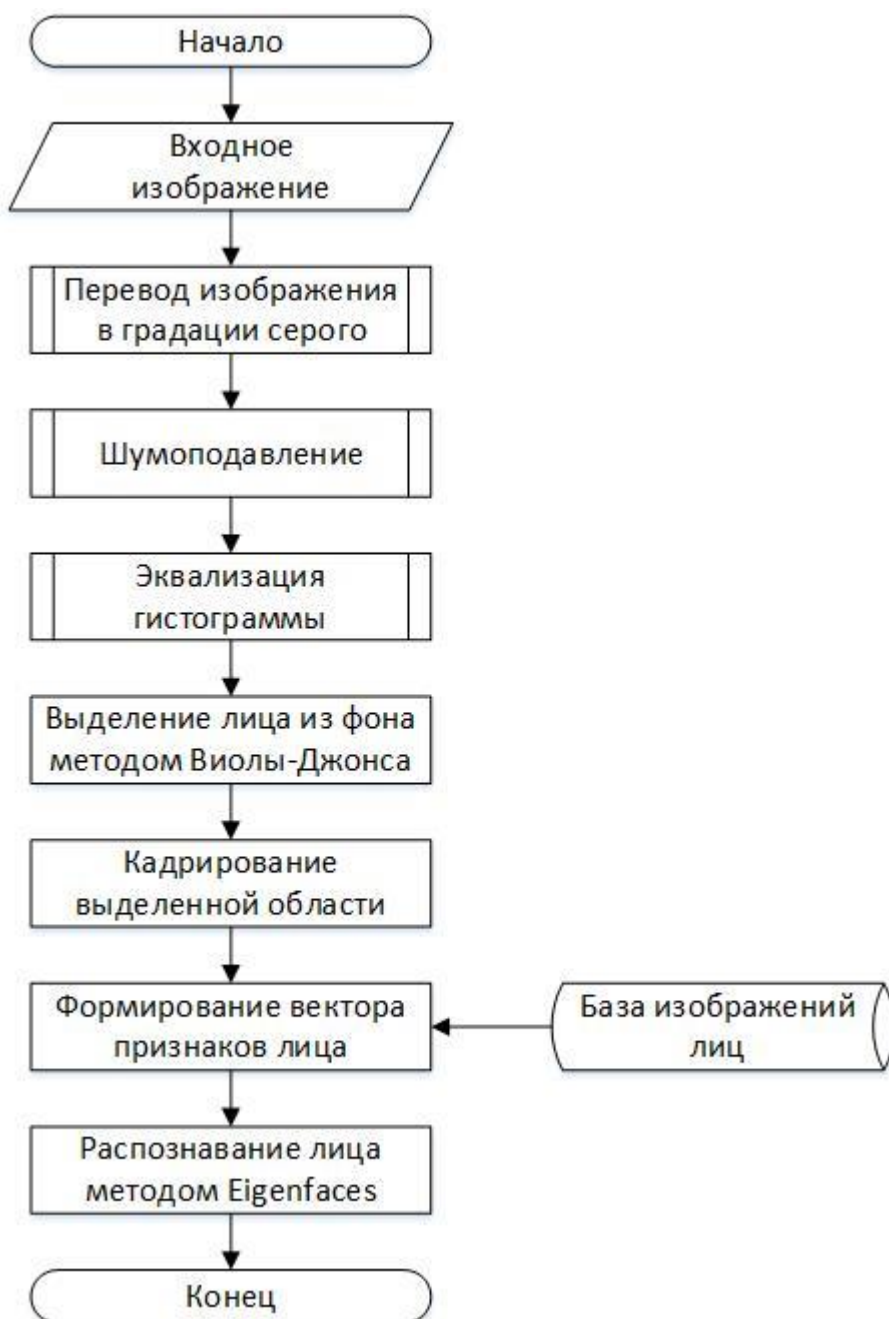 Начало
Входное
изображение
Перевод изображения
в градации серого
Шумоподавление
Эквализация
гистограммы
Выделение лица из фона
методом Виолы-Джонса
Кадрирование
выделенной области
Формирование вектора
признаков лица
База изображений
лиц
Распознавание лица
методом Eigenfaces
Конец